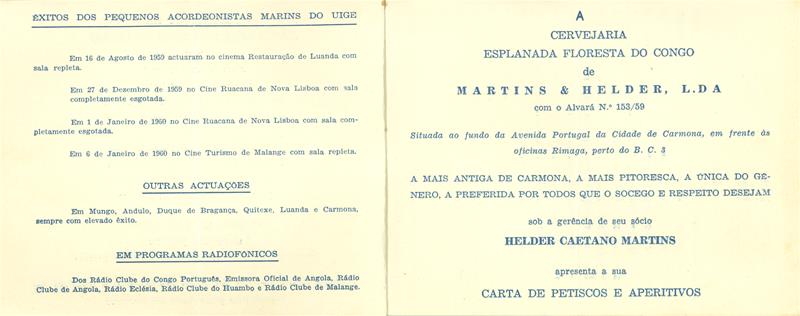 ÊXITOS DOS PEQUENOS ACORDEONISTAS MARINS DO UIGE
Em 16 de Agosto de 1959 actuaram no cinema Restauração de Luanda com
sala repleta.
Em 27 de Dezembro de 1959 no Cine Ruacana de Nova Lisboa com sala
completamente esgotada.
Em 1 de Janeiro de 1960 no Cine Ruacana de Nova Lisboa com sala com-
pletamente esgotada.
Em 6 de Janeiro de 1960 no Cine Turismo de Malange com sala repleta.
OUTRAS ACTUAÇÕES
Em Mungo, Andulo, Duque de Bragança, Quitexe, Luanda e Carmona,
sempre com elevado êxito.
EM PROGRAMAS RADIOFÓNICOS
Dos Rádio Clube do Congo Português, Emissora Oficial de Angola, Rádio
Clube de Angola, Rádio Eclésia, Rádio Clube do Huambo e Rádio Clube de Malange.
A
CERVEJARIA
ESPLANADA FLORESTA DO CONGO
de
MARTINS & HELDER, L.DA
com o Alvará N.º 153/59
Situada ao fundo da Avenida Portugal da Cidade de Carmona, em frente às
oficinas Rimaga, perto do B. C. 3
A MAIS ANTIGA DE CARMONA, A MAIS PITORESCA, A ÚNICA DO GÉ-
NERO, A PREFERIDA POR TODOS QUE O SOCEGO E RESPEITO DESEJAM
sob a gerência de seu sócio
HELDER CAETANO MARTINS
apresenta a sua
CARTA DE PETISCOS E APERITIVOS